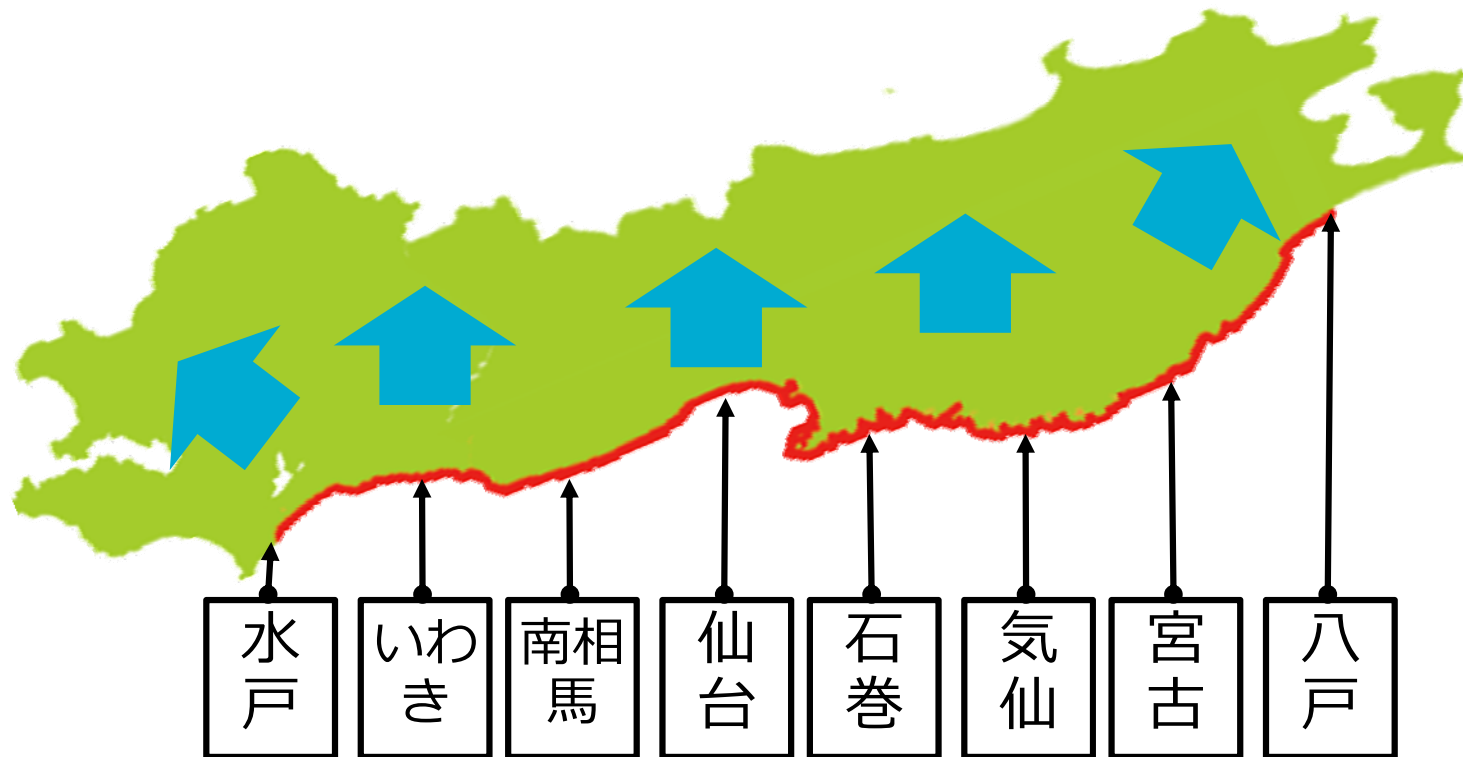 水
戸
いわ
き
南相
馬
仙
台
石
巻
気
仙
宮
古
八
戸